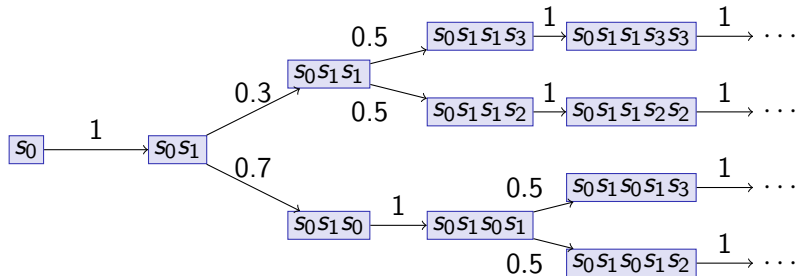 0.5 s₀s₁s₁s₃ 1 s₀s₁s₁s₃s₃ 1 ⋯
s₀s₁s₁
0.3 0.5 s₀s₁s₁s₂ 1 s₀s₁s₁s₂s₂ 1 ⋯
s₀ 1 s₀s₁
0.7 0.5 s₀s₁s₀s₁s₃ 1 ⋯
s₀s₁s₀ 1 s₀s₁s₀s₁
0.5 s₀s₁s₀s₁s₂ 1 ⋯